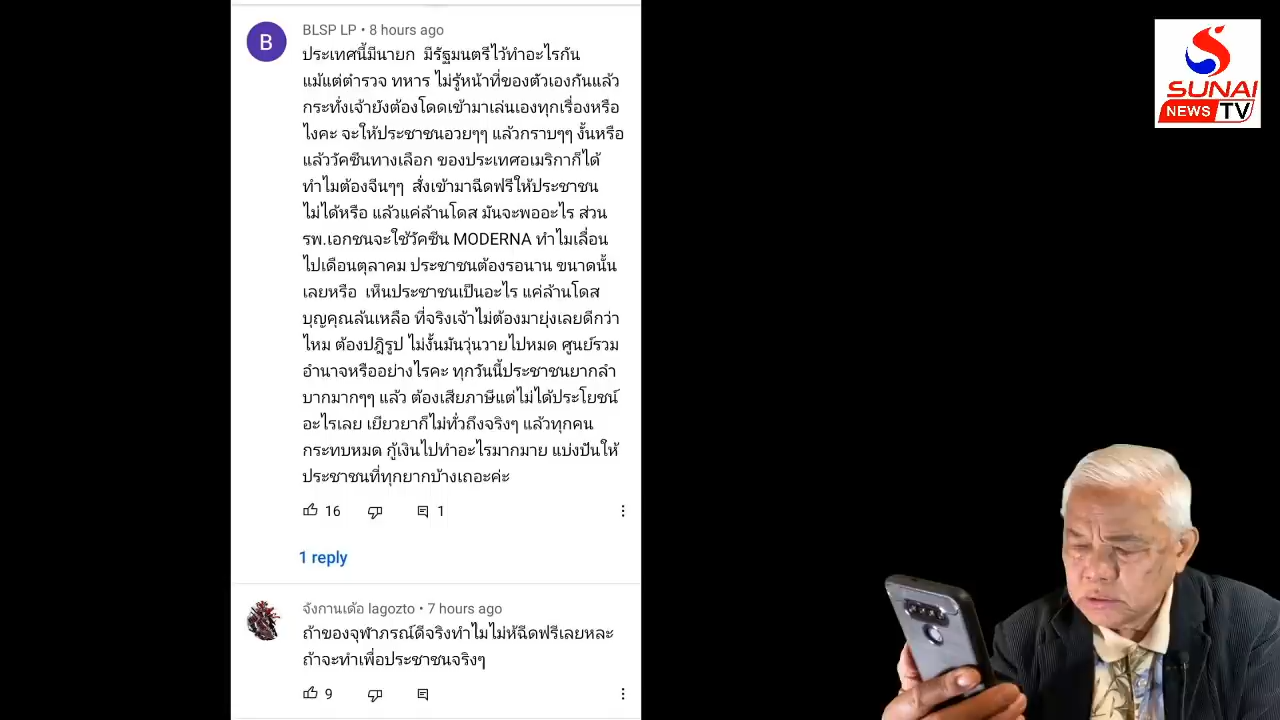 BLSP LP • 8 hours ago
ประเทศนี้มีนายก  มีรัฐมนตรีไว้ทำอะไรกัน
แม้แต่ตำรวจ ทหาร ไม่รู้หน้าที่ของตัวเองกันแล้ว
กระทั่งเจ้ายังต้องโดดเข้ามาเล่นเองทุกเรื่องหรือ
ไงคะ จะให้ประชาชนอวยๆๆ แล้วกราบๆๆ งั้นหรือ
แล้ววัคซีนทางเลือก ของประเทศอเมริกาก็ได้
ทำไมต้องจีนๆๆ  สั่งเข้ามาฉีดฟรีให้ประชาชน
ไม่ได้หรือ แล้วแค่ล้านโดส มันจะพออะไร ส่วน
รพ.เอกชนจะใช้วัคซีน MODERNA ทำไมเลื่อน
ไปเดือนตุลาคม ประชาชนต้องรอนาน ขนาดนั้น
เลยหรือ  เห็นประชาชนเป็นอะไร แค่ล้านโดส
บุญคุณล้นเหลือ ที่จริงเจ้าไม่ต้องมายุ่งเลยดีกว่า
ไหม ต้องปฎิรูป ไม่งั้นมันวุ่นวายไปหมด ศูนย์รวม
อำนาจหรืออย่างไรคะ ทุกวันนี้ประชาชนยากลำ
บากมากๆๆ แล้ว ต้องเสียภาษีแต่ไม่ได้ประโยชน์
อะไรเลย เยียวยาก็ไม่ทั่วถึงจริงๆ แล้วทุกคน
กระทบหมด กู้เงินไปทำอะไรมากมาย แบ่งปันให้
ประชาชนที่ทุกยากบ้างเถอะค่ะ
16
1
1 reply
จังกานเด้อ lagozto • 7 hours ago
ถ้าของจุฬาภรณ์ดีจริงทำไมไม่ห้ฉีดฟรีเลยหละ
ถ้าจะทำเพื่อประชาชนจริงๆ
9
B
SUNAI
NEWS TV